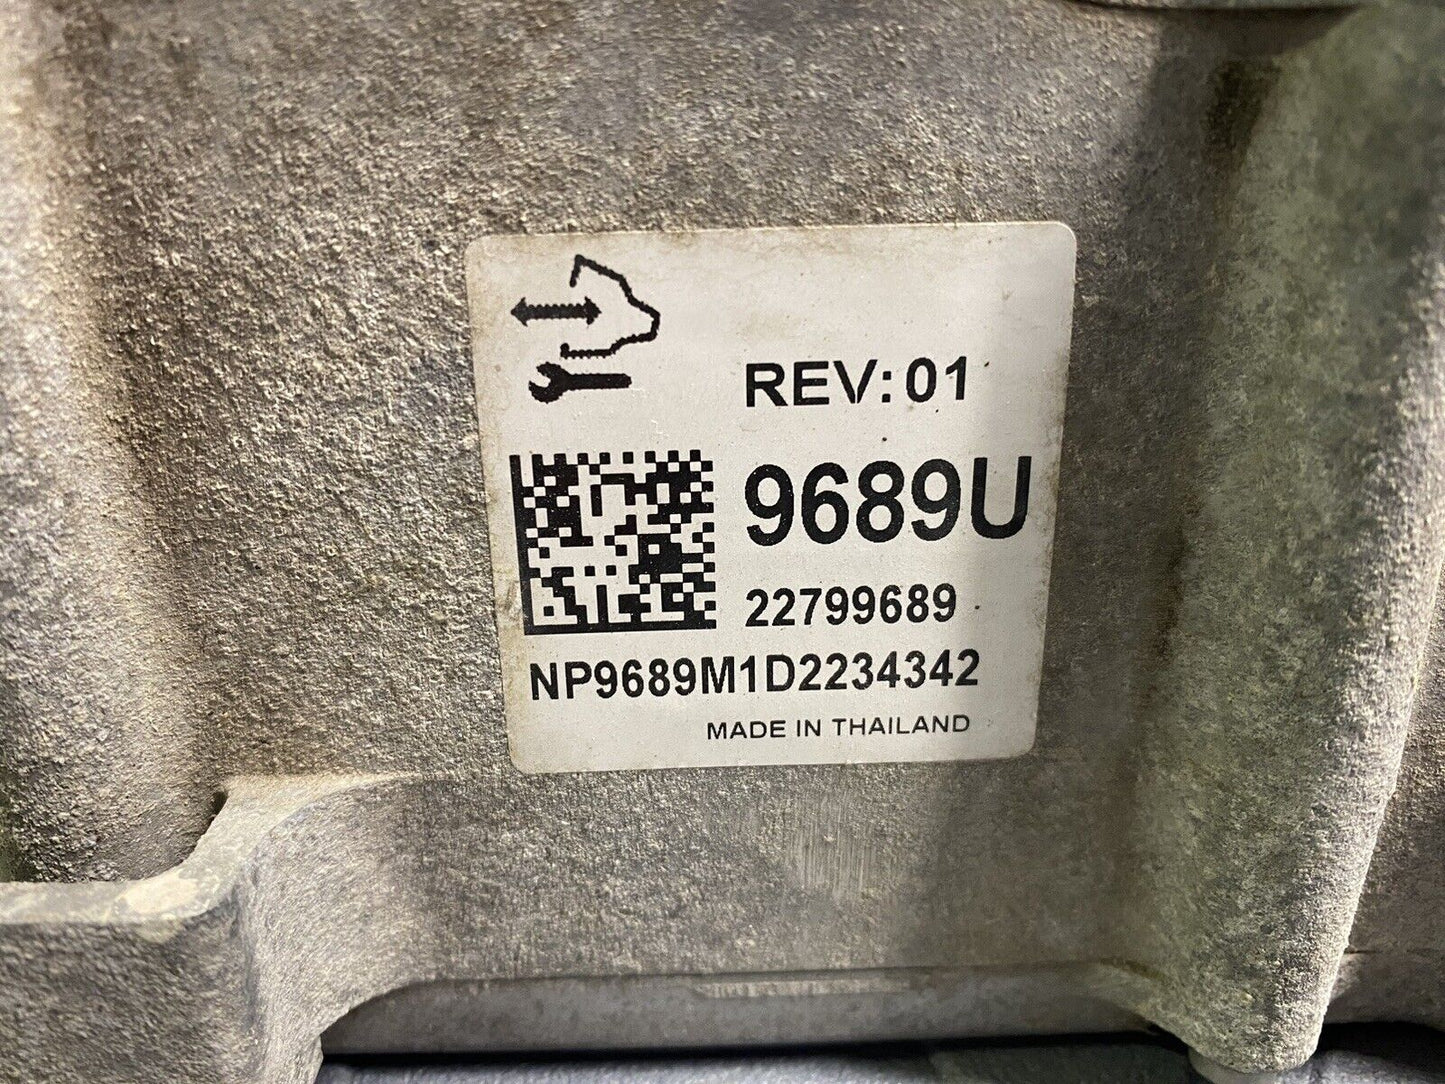 REV: 01
9689U
22799689
NP9689M1D2234342
MADE IN THAILAND